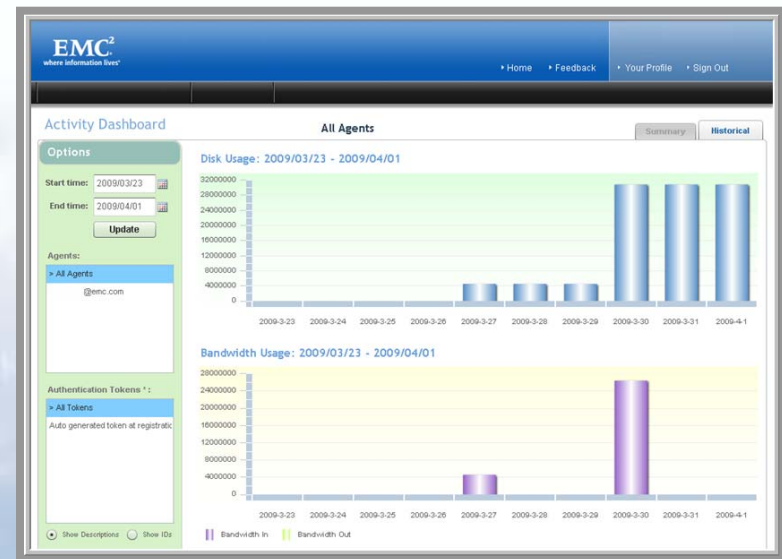 EMC²
where information lives®
Home Feedback Your Profile Sign Out
Activity Dashboard
All Agents
Summary Historical
Options
Start time: 2009/03/23
End time: 2009/04/01
Update
Agents:
> All Agents
@emc.com
Authentication Tokens * :
> All Tokens
Auto generated token at registratic
Show Descriptions Show IDs
Disk Usage: 2009/03/23 - 2009/04/01
32000000
28000000
24000000
20000000
16000000
12000000
8000000
4000000
0
2009-3-23 2009-3-24 2009-3-25 2009-3-26 2009-3-27 2009-3-28 2009-3-29 2009-3-30 2009-3-31 2009-4-1
Bandwidth Usage: 2009/03/23 - 2009/04/01
28000000
24000000
20000000
16000000
12000000
8000000
4000000
0
2009-3-23 2009-3-24 2009-3-25 2009-3-26 2009-3-27 2009-3-28 2009-3-29 2009-3-30 2009-3-31 2009-4-1
Bandwidth In Bandwidth Out